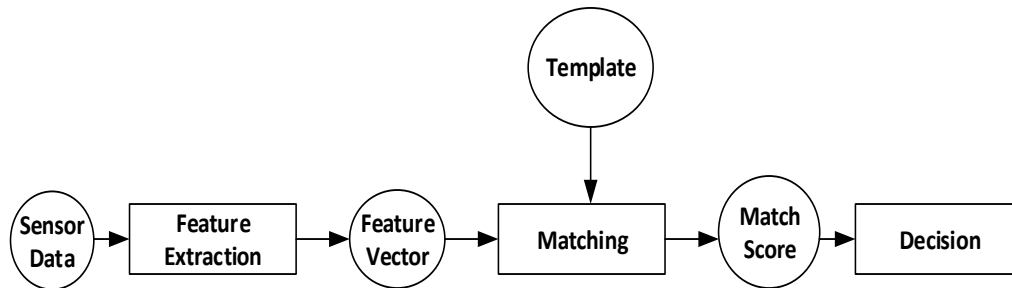 Template
Sensor
Data
Feature
Extraction
Feature
Vector
Matching
Match
Score
Decision